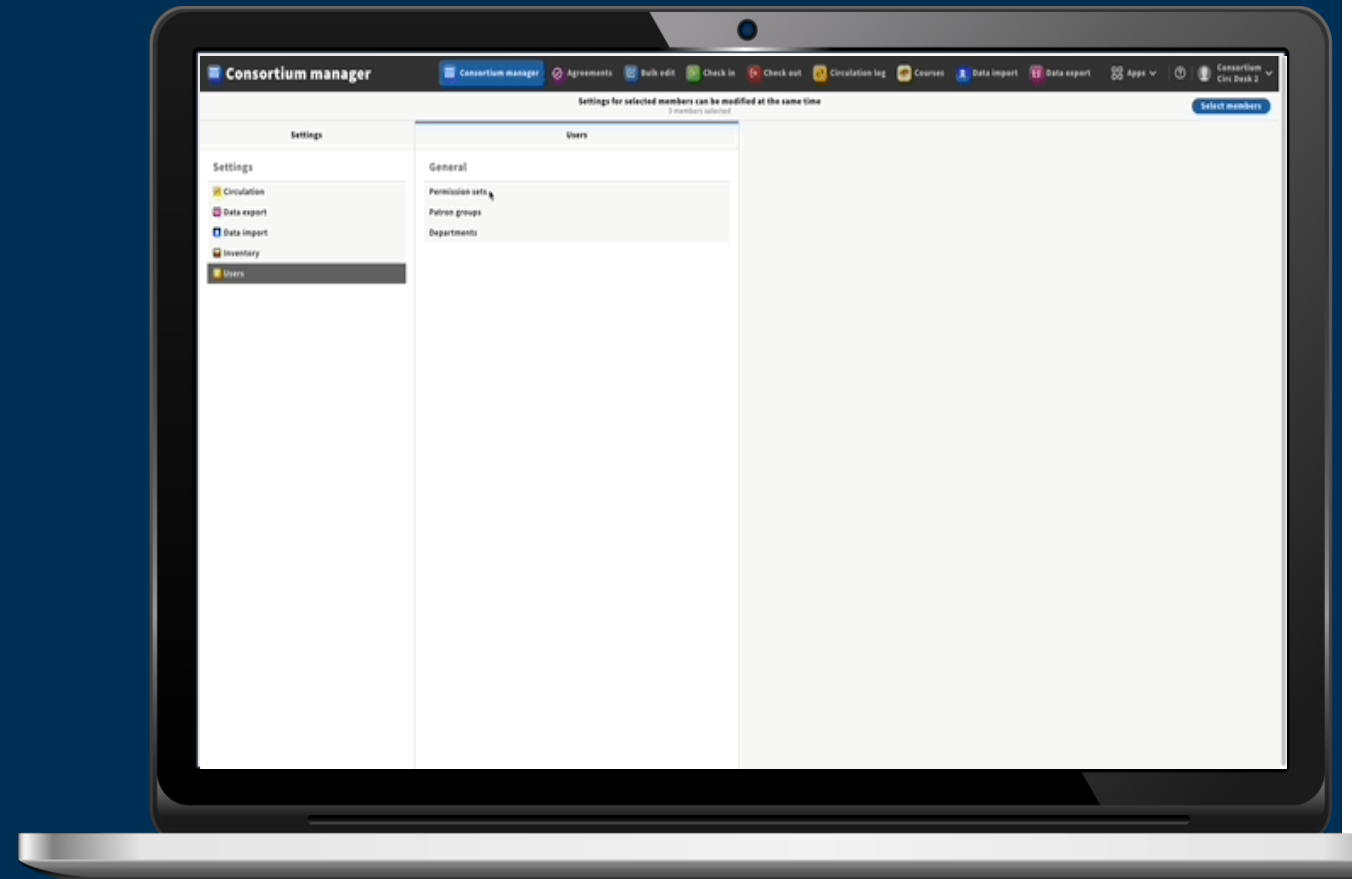 Consortium manager
Consortium manager
Agreements
Bulk edit
Check in
Check out
Circulation log
Courses
Data import
Data export
Apps
Consortium
Circ Desk 2
Settings for selected members can be modified at the same time
3 members selected
Select members
Settings
Users
Settings
Circulation
Data export
Data import
Inventory
Users
General
Permission sets
Patron groups
Departments